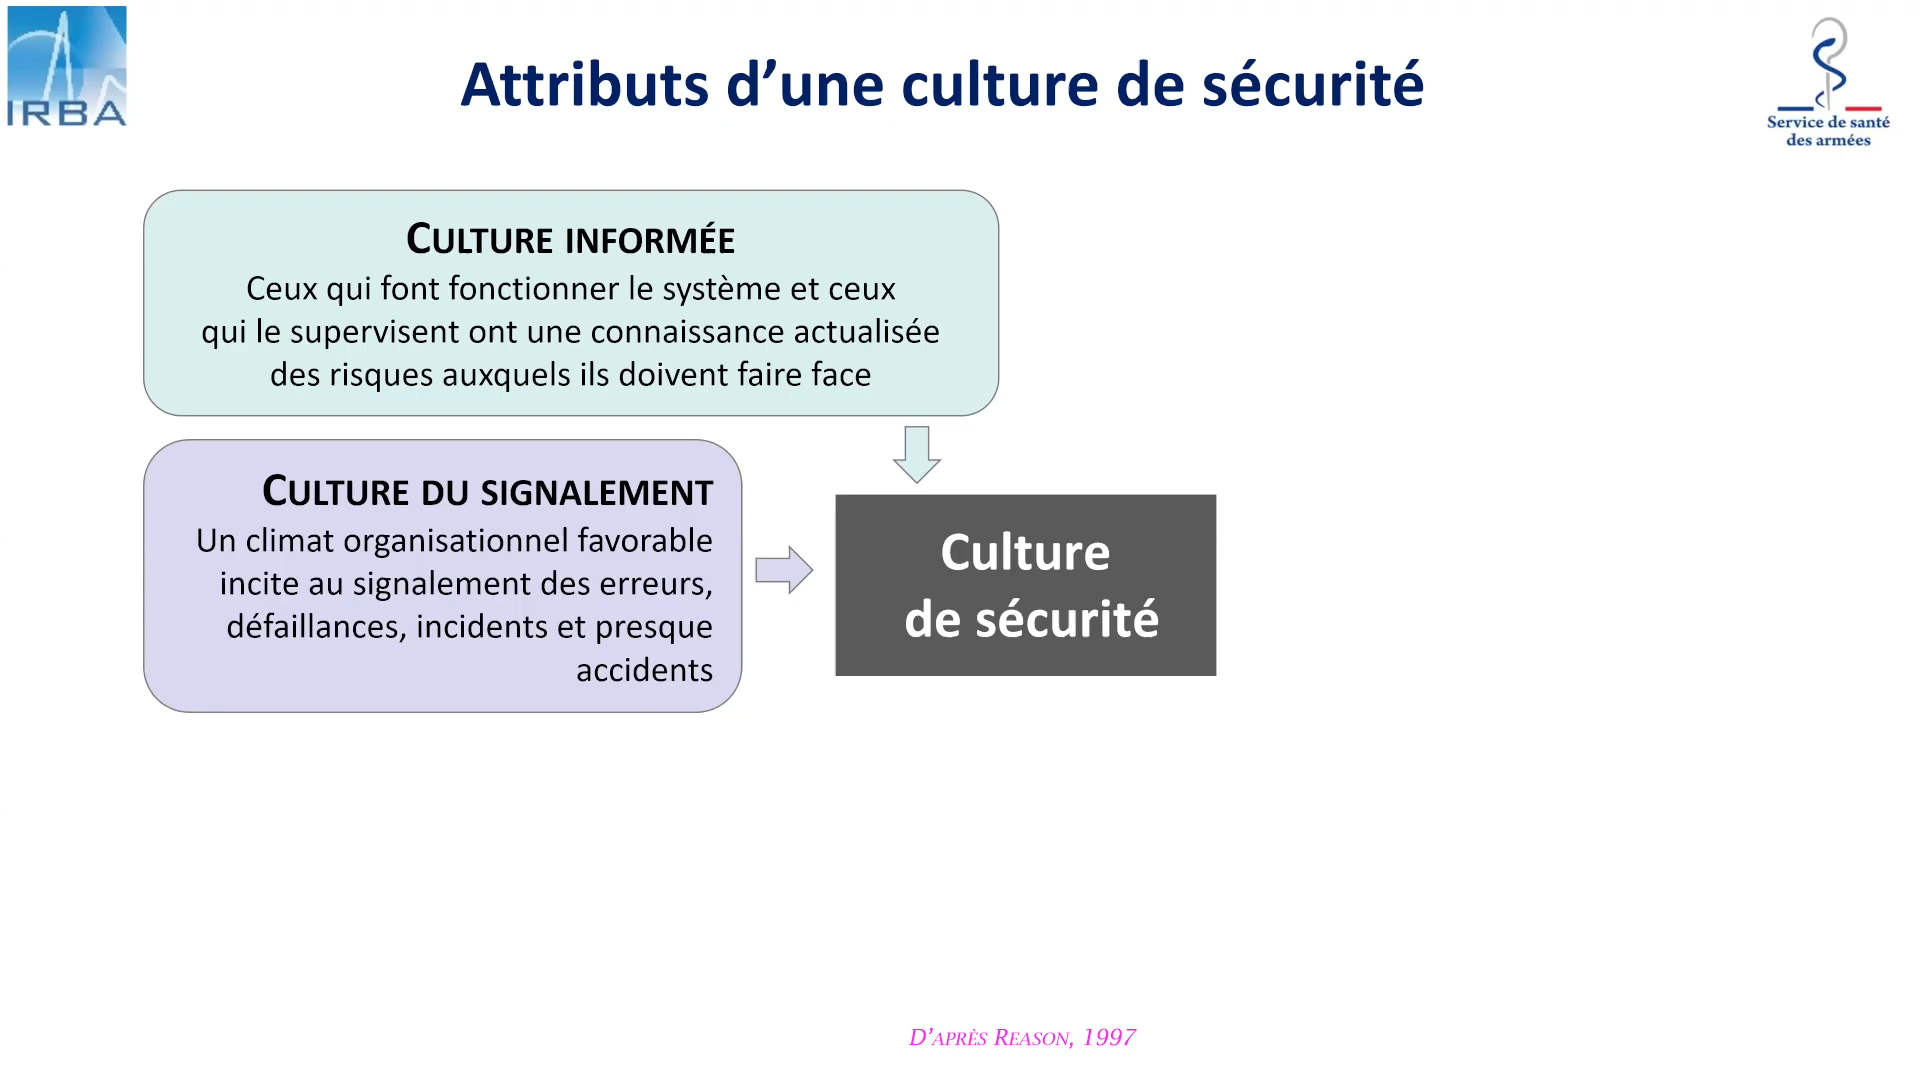 IRBA
Attributs d’une culture de sécurité
Service de santé
des armées
CULTURE INFORMÉE
Ceux qui font fonctionner le système et ceux
qui le supervisent ont une connaissance actualisée
des risques auxquels ils doivent faire face
CULTURE DU SIGNALEMENT
Un climat organisationnel favorable
incite au signalement des erreurs,
défaillances, incidents et presque
accidents
Culture
de sécurité
D’APRÈS REASON, 1997